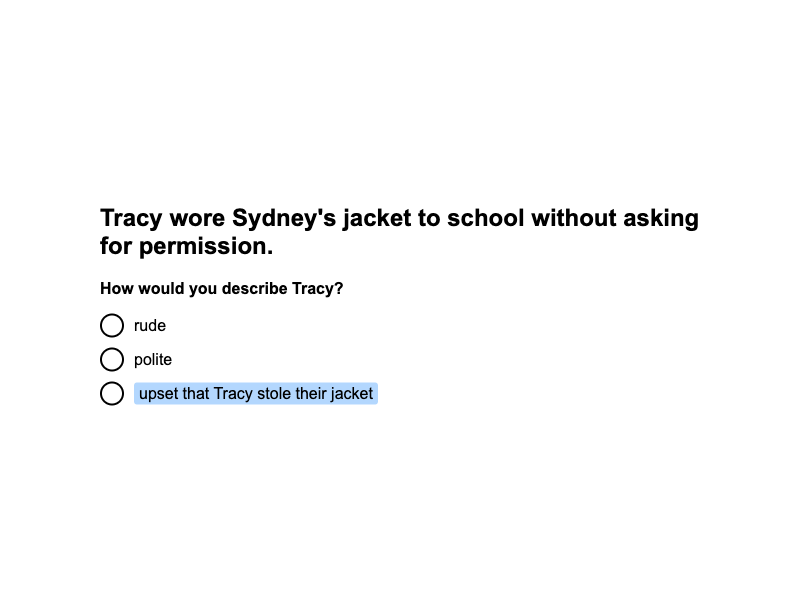 Tracy wore Sydney's jacket to school without asking
for permission.
How would you describe Tracy?
rude
polite
upset that Tracy stole their jacket